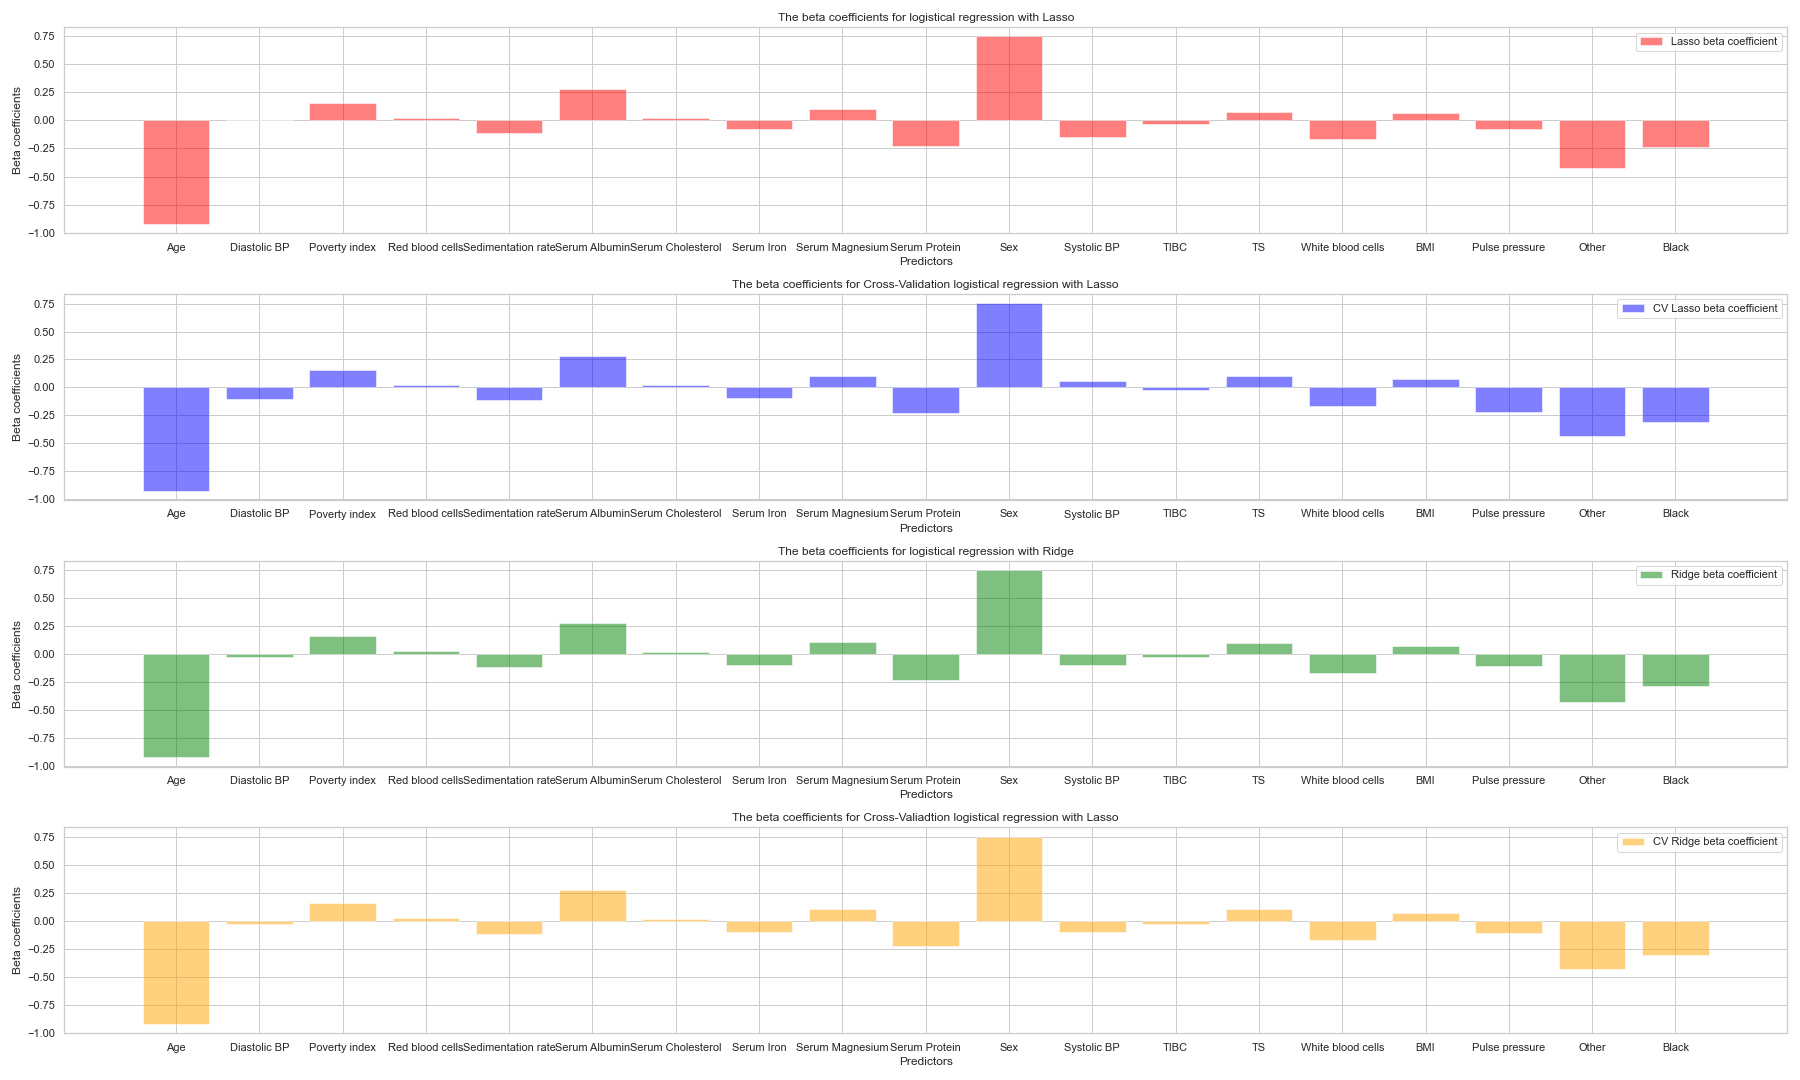 The beta coefficients for logistical regression with Lasso
Lasso beta coefficient
Beta coefficients
0.75
0.50
0.25
0.00
−0.25
−0.50
−0.75
−1.00
Age Diastolic BP Poverty index Red blood cells Sedimentation rate Serum Albumin Serum Cholesterol Serum Iron Serum Magnesium Serum Protein Sex Systolic BP TIBC TS White blood cells BMI Pulse pressure Other Black
Predictors
The beta coefficients for Cross-Validation logistical regression with Lasso
CV Lasso beta coefficient
Beta coefficients
0.75
0.50
0.25
0.00
−0.25
−0.50
−0.75
−1.00
Age Diastolic BP Poverty index Red blood cells Sedimentation rate Serum Albumin Serum Cholesterol Serum Iron Serum Magnesium Serum Protein Sex Systolic BP TIBC TS White blood cells BMI Pulse pressure Other Black
Predictors
The beta coefficients for logistical regression with Ridge
Ridge beta coefficient
Beta coefficients
0.75
0.50
0.25
0.00
−0.25
−0.50
−0.75
−1.00
Age Diastolic BP Poverty index Red blood cells Sedimentation rate Serum Albumin Serum Cholesterol Serum Iron Serum Magnesium Serum Protein Sex Systolic BP TIBC TS White blood cells BMI Pulse pressure Other Black
Predictors
The beta coefficients for Cross-Valiadtion logistical regression with Lasso
CV Ridge beta coefficient
Beta coefficients
0.75
0.50
0.25
0.00
−0.25
−0.50
−0.75
−1.00
Age Diastolic BP Poverty index Red blood cells Sedimentation rate Serum Albumin Serum Cholesterol Serum Iron Serum Magnesium Serum Protein Sex Systolic BP TIBC TS White blood cells BMI Pulse pressure Other Black
Predictors